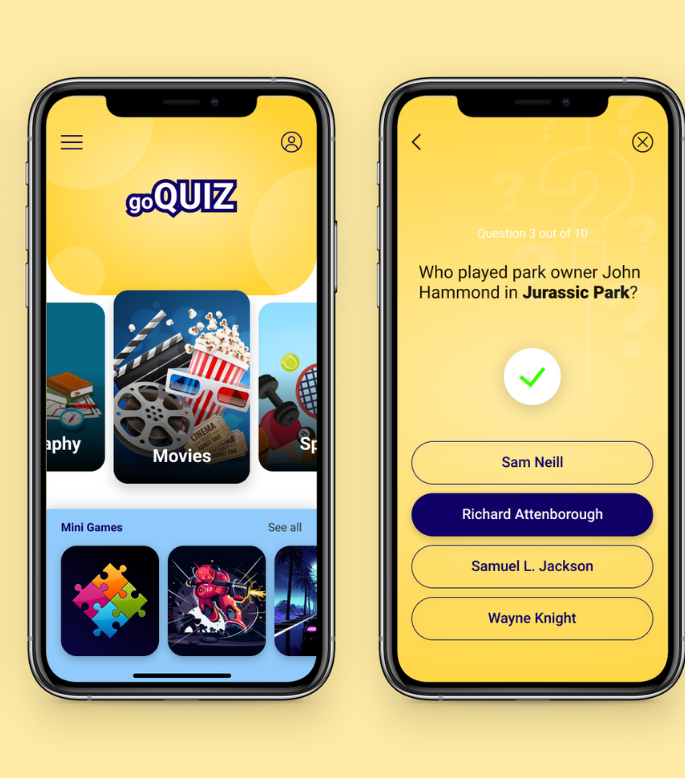 goQUIZ
aphy
Movies
CINEMA
Sp
Mini Games
See all
Question 3 out of 10
Who played park owner John
Hammond in Jurassic Park?
Sam Neill
Richard Attenborough
Samuel L. Jackson
Wayne Knight